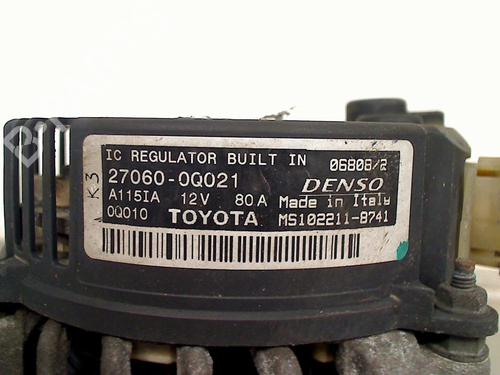 IC REGULATOR BUILT IN 06808/2
K3
27060-0Q021 DENSO
A115IA 12V 80A Made in Italy
0Q010 TOYOTA MS102211-8741